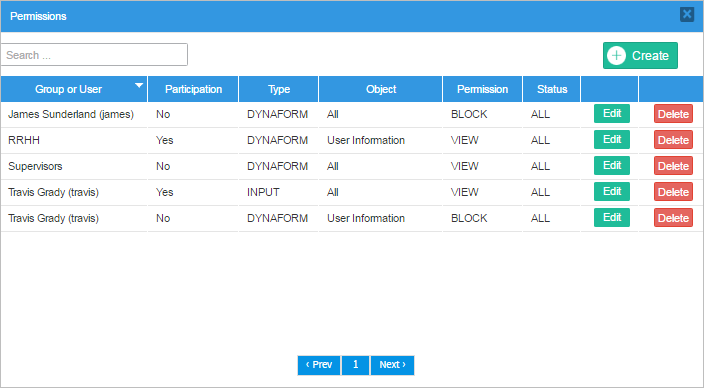 Permissions
Search ...
Create
Group or User Participation Type Object Permission Status
James Sunderland (james) No DYNAFORM All BLOCK ALL Edit Delete
RRHH Yes DYNAFORM User Information VIEW ALL Edit Delete
Supervisors No DYNAFORM All VIEW ALL Edit Delete
Travis Grady (travis) Yes INPUT All VIEW ALL Edit Delete
Travis Grady (travis) No DYNAFORM User Information BLOCK ALL Edit Delete
‹ Prev 1 Next ›